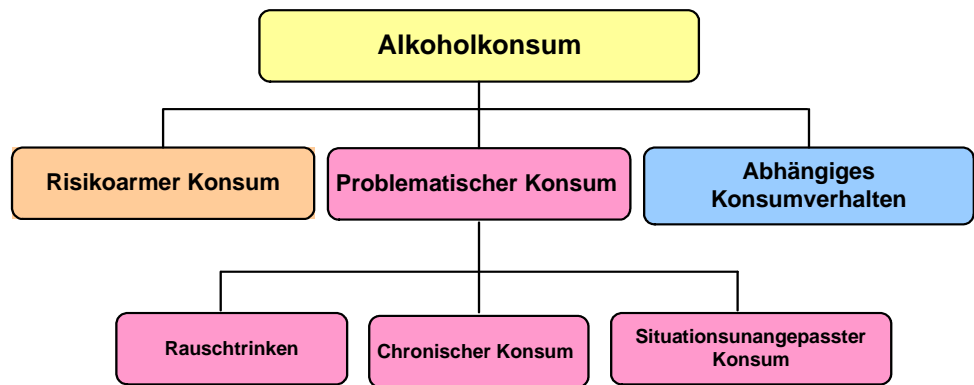 Alkoholkonsum
Risikoarmer Konsum
Problematischer Konsum
Abhängiges
Konsumverhalten
Rauschtrinken
Chronischer Konsum
Situationsunangepasster
Konsum